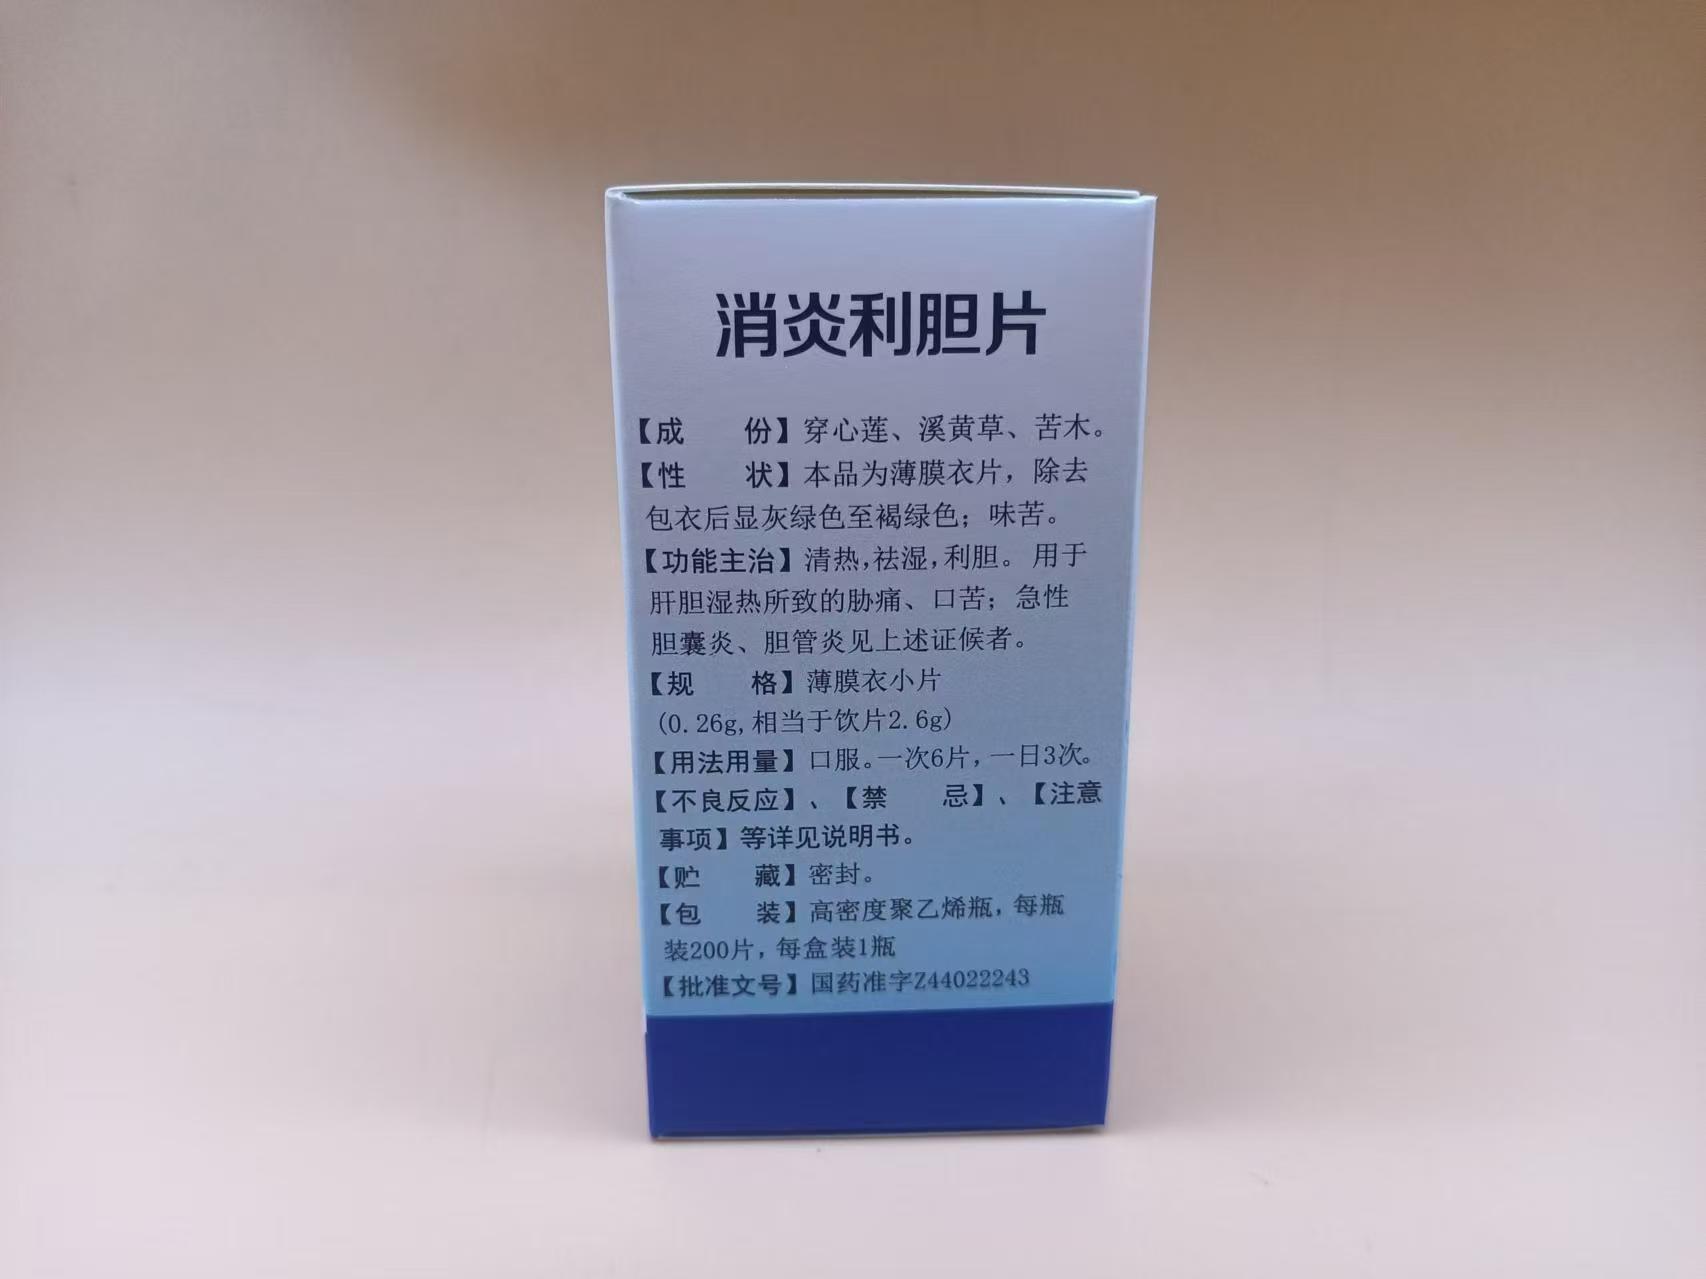 消炎利胆片
【成　　份】穿心莲、溪黄草、苦木。
【性　　状】本品为薄膜衣片，除去
包衣后显灰绿色至褐绿色；味苦。
【功能主治】清热，祛湿，利胆。用于
肝胆湿热所致的胁痛、口苦；急性
胆囊炎、胆管炎见上述证候者。
【规　　格】薄膜衣小片
(0.26g,相当于饮片2.6g)
【用法用量】口服。一次6片，一日3次。
【不良反应】、【禁　　忌】、【注意
事项】等详见说明书。
【贮　　藏】密封。
【包　　装】高密度聚乙烯瓶，每瓶
装200片，每盒装1瓶
【批准文号】国药准字Z44022243